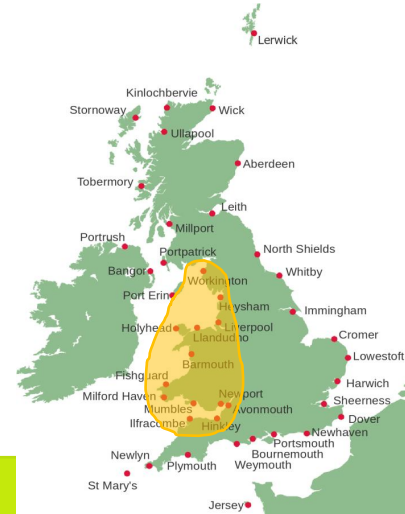 Lerwick
Kinlochbervie
Stornoway
Wick
Ullapool
Aberdeen
Tobermory
Leith
Millport
Portrush
Portpatrick
North Shields
Bangor
Workington
Whitby
Port Erin
Heysham
Immingham
Holyhead
Liverpool
Llandudno
Cromer
Barmouth
Lowestoft
Fishguard
Harwich
Milford Haven
Newport
Sheerness
Mumbles
Avonmouth
Dover
Ilfracombe
Hinkley
Newhaven
Portsmouth
Newlyn
Bournemouth
Plymouth
Weymouth
St Mary's
Jersey